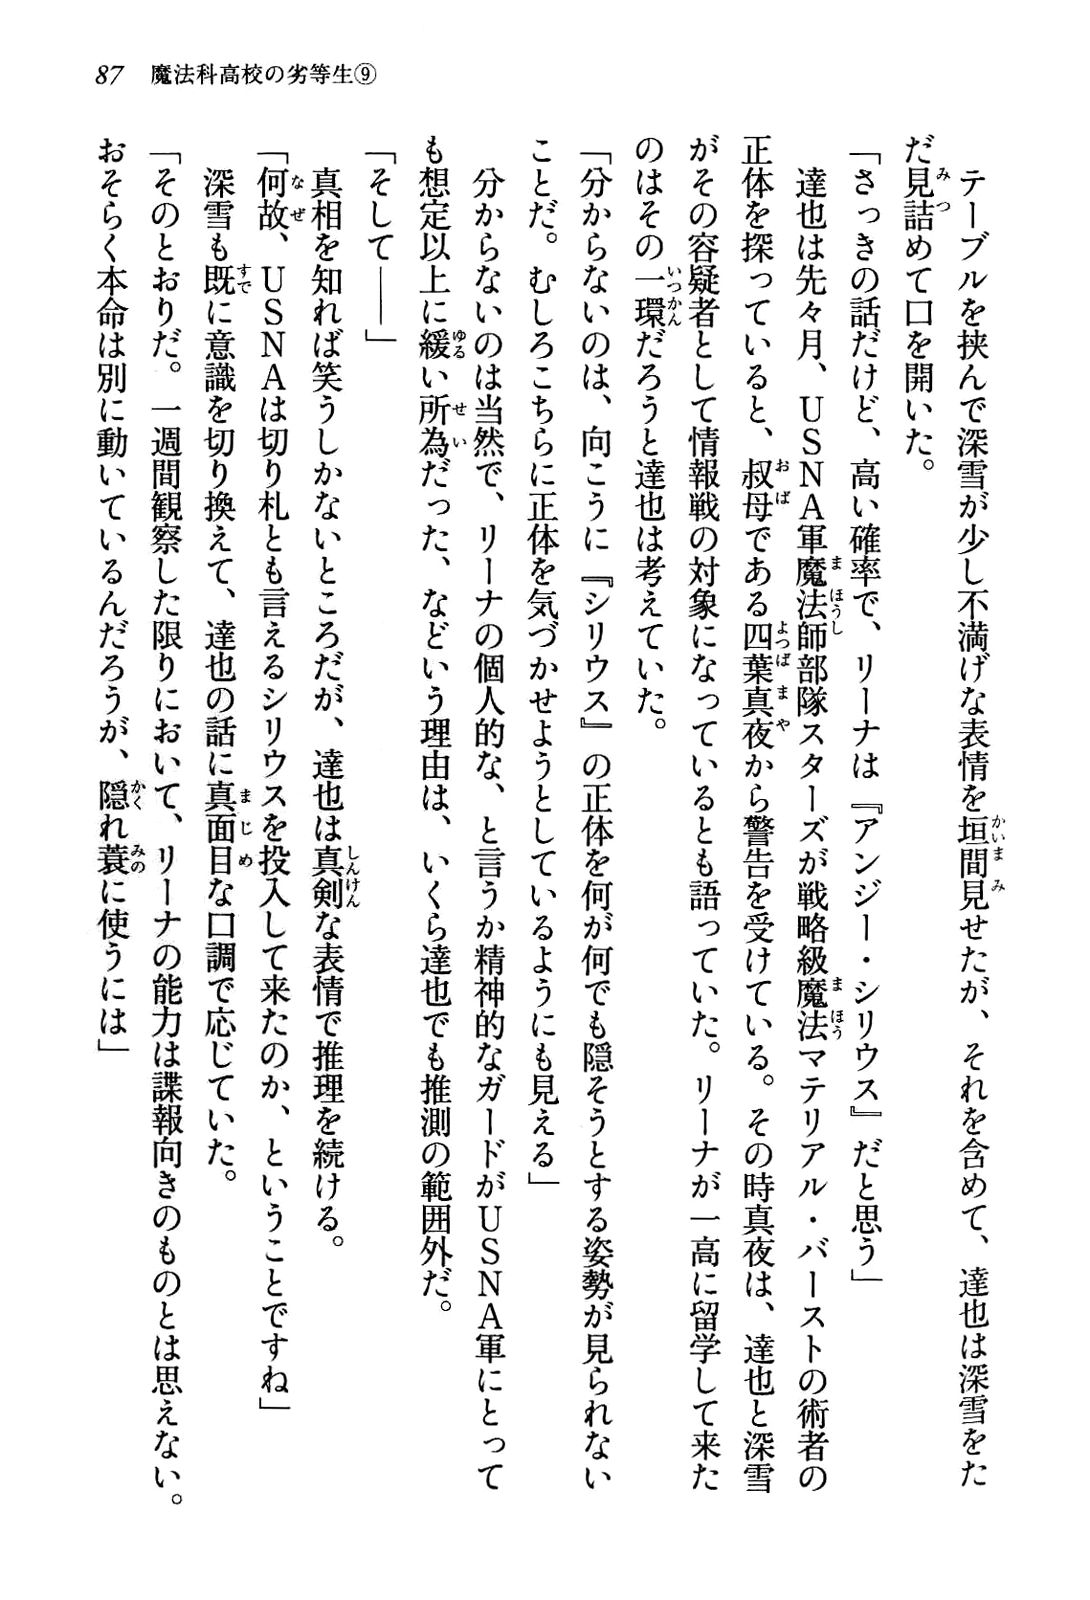 87　魔法科高校の劣等生⑨
　テーブルを挟んで深雪が少し不満げな表情を垣間見せたが、それを含めて、達也は深雪をた
だ見詰めて口を開いた。
「さっきの話だけど、高い確率で、リーナは『アンジー・シリウス』だと思う」
　達也は先々月、ＵＳＮＡ軍魔法師部隊スターズが戦略級魔法マテリアル・バーストの術者の
正体を探っていると、叔母である四葉真夜から警告を受けている。その時真夜は、達也と深雪
がその容疑者として情報戦の対象になっているとも語っていた。リーナが一高に留学して来た
のはその一環だろうと達也は考えていた。
「分からないのは、向こうに『シリウス』の正体を何が何でも隠そうとする姿勢が見られない
ことだ。むしろこちらに正体を気づかせようとしているようにも見える」
　分からないのは当然で、リーナの個人的な、と言うか精神的なガードがＵＳＮＡ軍にとって
も想定以上に緩い所為だった、などいう理由は、いくら達也でも推測の範囲外だ。
「そして――」
　真相を知れば笑うしかないところだが、達也は真剣な表情で推理を続ける。
「何故、ＵＳＮＡは切り札とも言えるシリウスを投入して来たのか、ということですね」
　深雪も既に意識を切り換えて、達也の話に真面目な口調で応じていた。
「そのとおりだ。一週間観察した限りにおいて、リーナの能力は諜報向きのものとは思えない。
おそらく本命は別に動いているんだろうが、隠れ蓑に使うには」